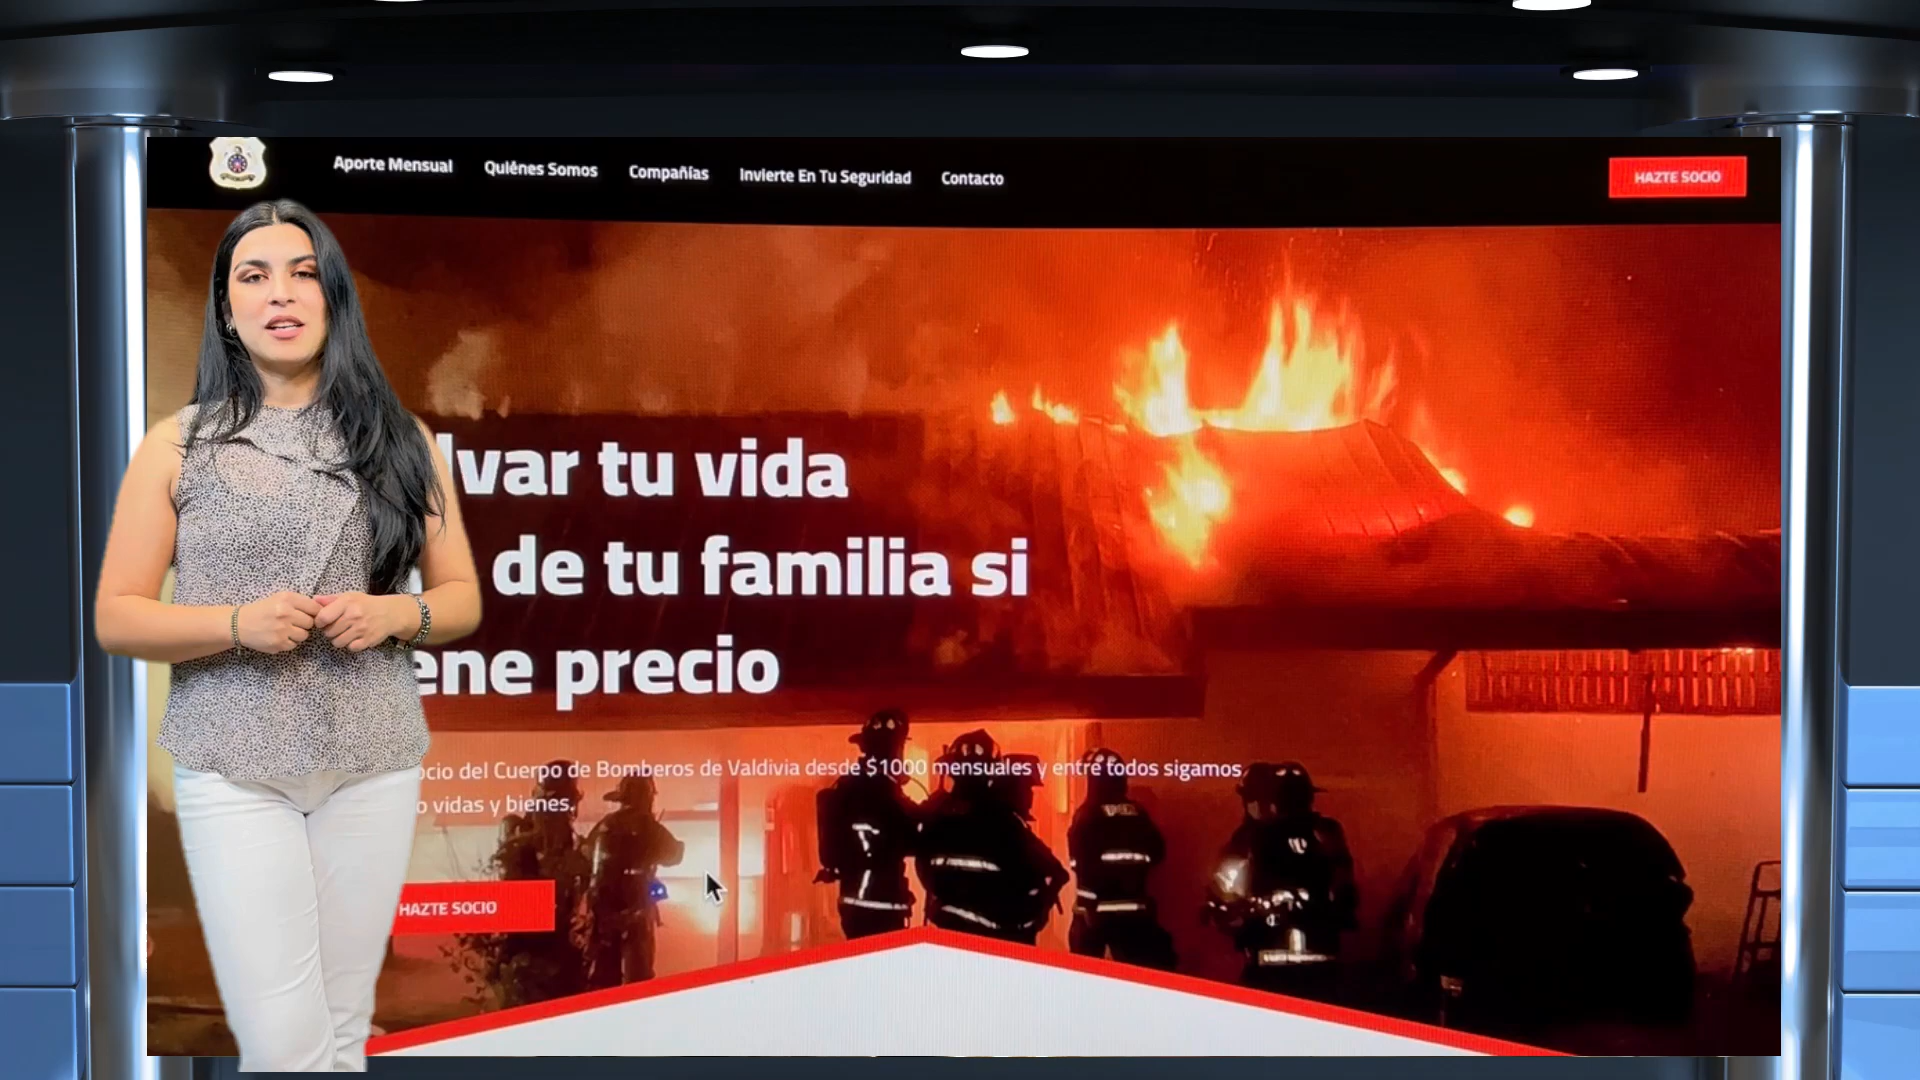 Aporte Mensual Quiénes Somos Compañías Invierte En Tu Seguridad Contacto
HAZTE SOCIO
lvar tu vida
de tu familia si
ene precio
ocio del Cuerpo de Bomberos de Valdivia desde $1000 mensuales y entre todos sigamos
o vidas y bienes.
HAZTE SOCIO